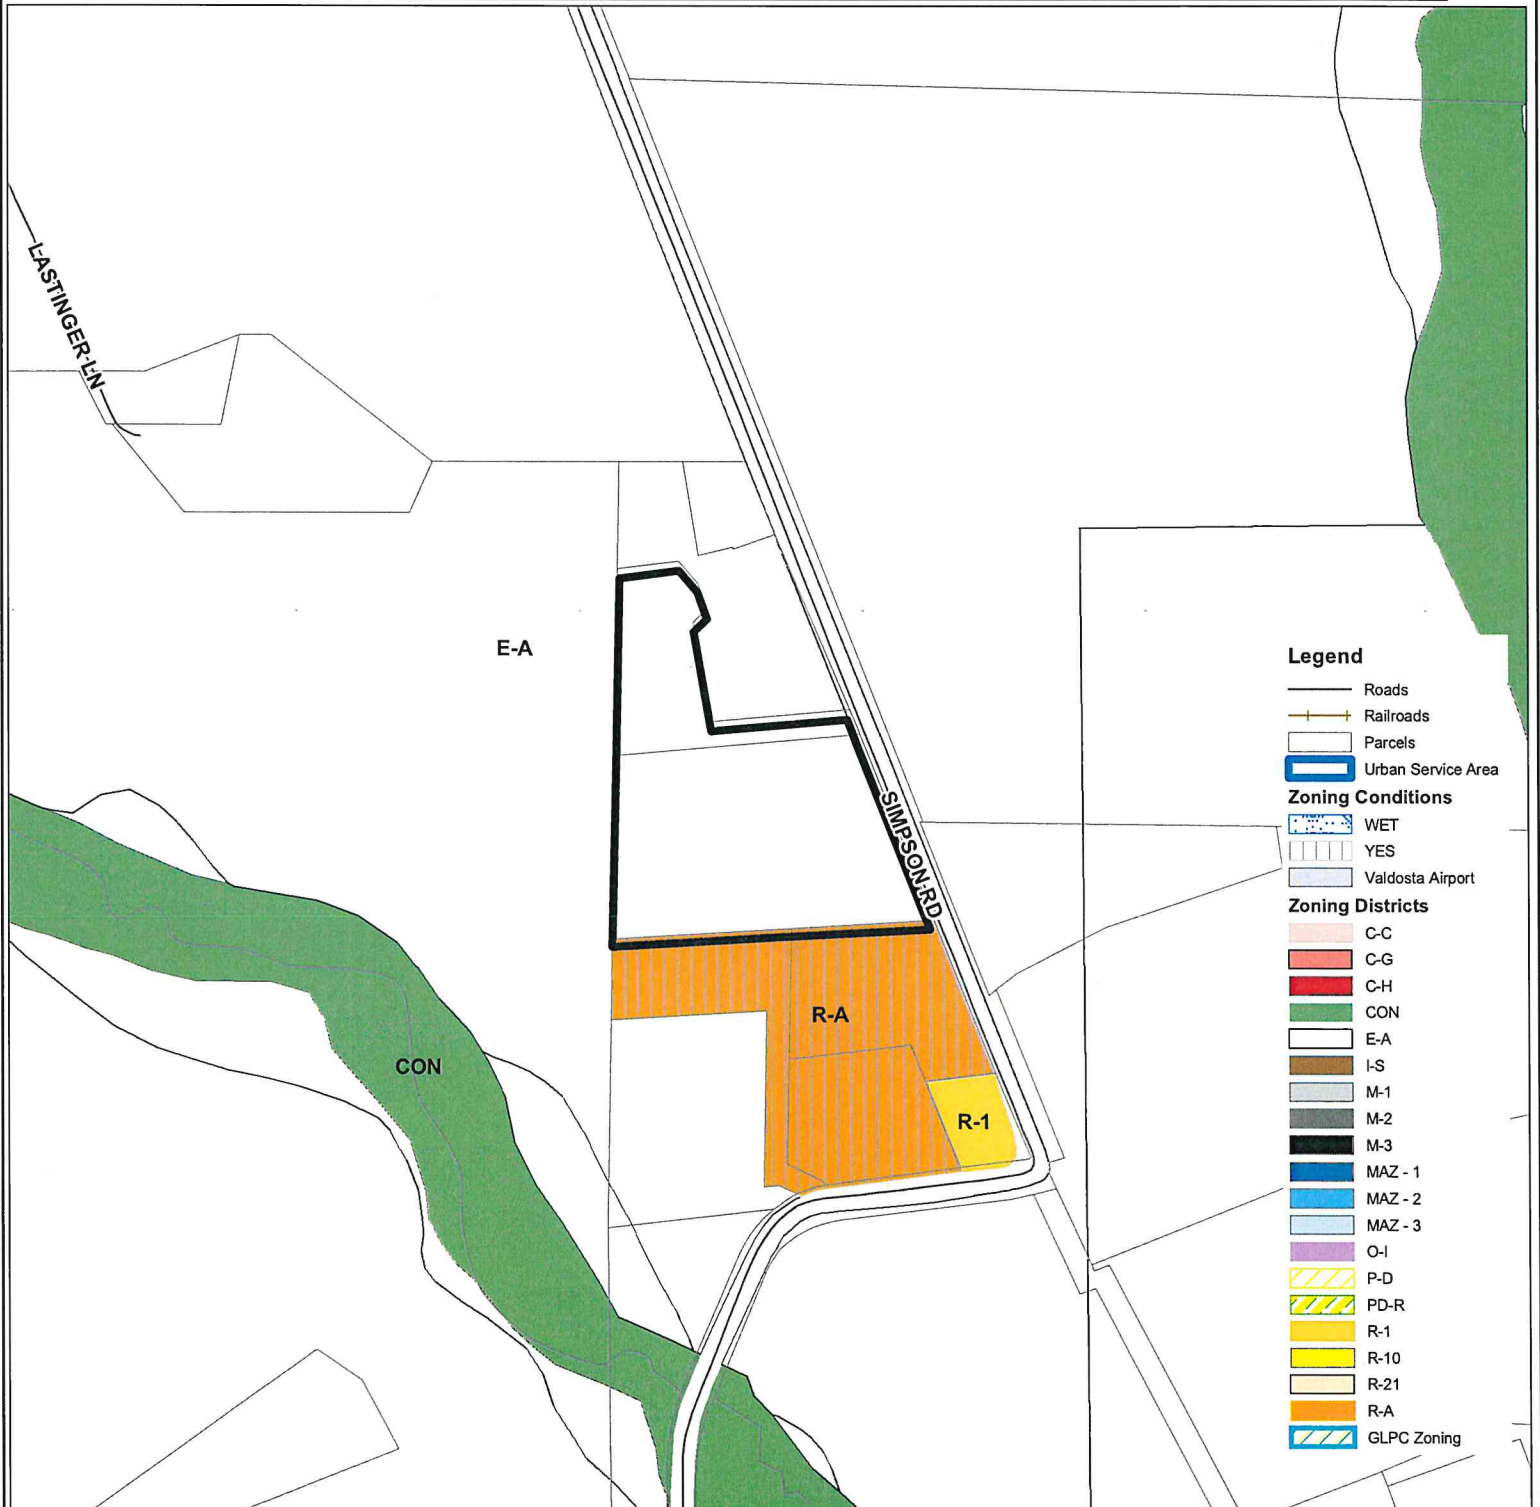 LASTINGER LN
E-A
SIMPSON RD
R-A
CON
R-1
Legend
Roads
Railroads
Parcels
Urban Service Area
Zoning Conditions
WET
YES
Valdosta Airport
Zoning Districts
C-C
C-G
C-H
CON
E-A
I-S
M-1
M-2
M-3
MAZ - 1
MAZ - 2
MAZ - 3
O-I
P-D
PD-R
R-1
R-10
R-21
R-A
GLPC Zoning